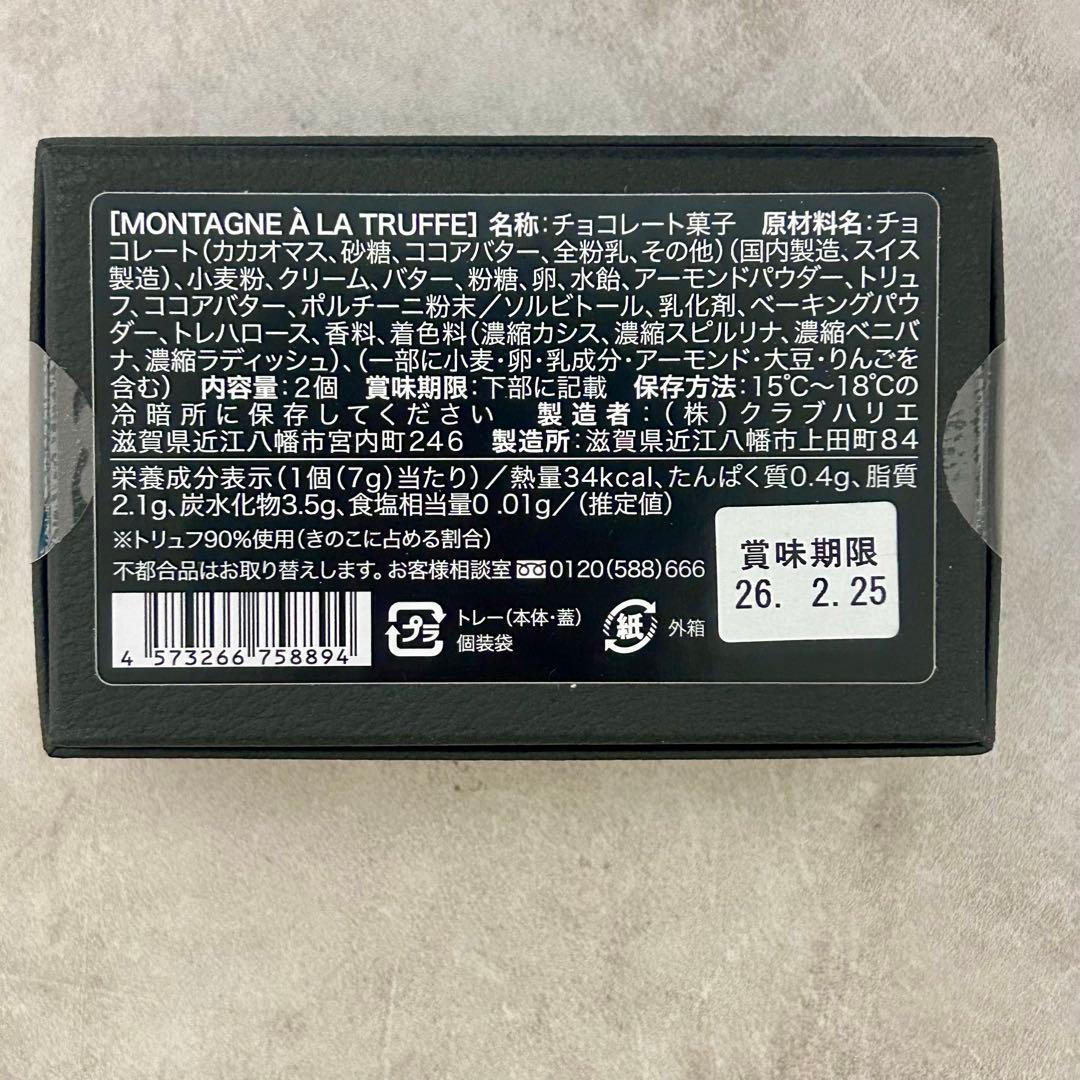 [MONTAGNE À LA TRUFFE] 名称:チョコレート菓子 原材料名:チョ
コレート(カカオマス、砂糖、ココアバター、全粉乳、その他)(国内製造、スイス
製造)、小麦粉、クリーム、バター、粉糖、卵、水飴、アーモンドパウダー、トリュ
フ、ココアバター、ポルチーニ粉末/ソルビトール、乳化剤、ベーキングパウ
ダー、トレハロース、香料、着色料(濃縮カシス、濃縮スピルリナ、濃縮ベニバ
ナ、濃縮ラディッシュ)、(一部に小麦・卵・乳成分・アーモンド・大豆・りんごを
含む) 内容量:2個 賞味期限:下部に記載 保存方法:15℃〜18℃の
冷暗所に保存してください 製造者:(株)クラブハリエ
滋賀県近江八幡市宮内町246 製造所:滋賀県近江八幡市上田町84
栄養成分表示(1個(7g)当たり)/熱量34kcal、たんぱく質0.4g、脂質
2.1g、炭水化物3.5g、食塩相当量0.01g/(推定値)
※トリュフ90%使用(きのこに占める割合)
不都合品はお取り替えします。お客様相談室 0120(588)666
賞味期限
26. 2.25
4 573266 758894
プラ
トレー(本体・蓋)
個装袋
紙
外箱